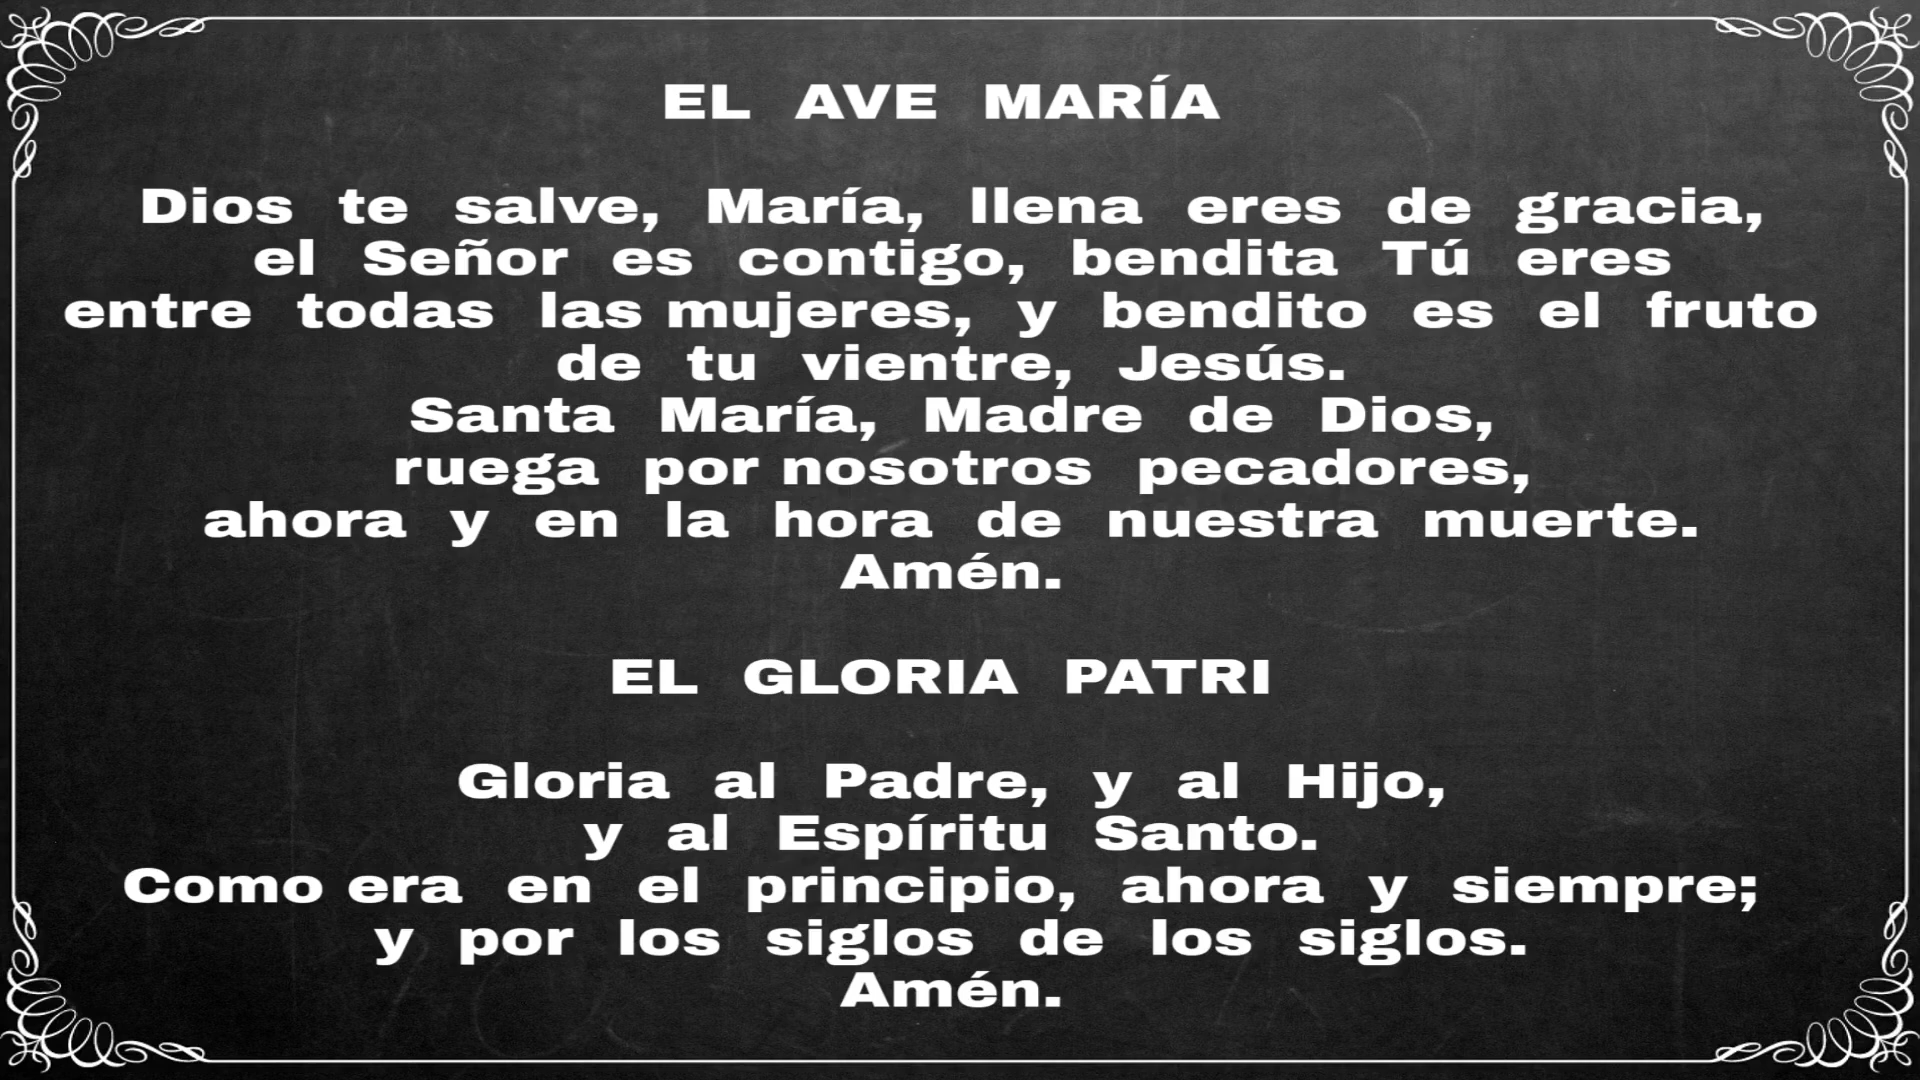 EL AVE MARÍA
Dios te salve, María, llena eres de gracia,
el Señor es contigo, bendita Tú eres
entre todas las mujeres, y bendito es el fruto
de tu vientre, Jesús.
Santa María, Madre de Dios,
ruega por nosotros pecadores,
ahora y en la hora de nuestra muerte.
Amén.
EL GLORIA PATRI
Gloria al Padre, y al Hijo,
y al Espíritu Santo.
Como era en el principio, ahora y siempre;
y por los siglos de los siglos.
Amén.